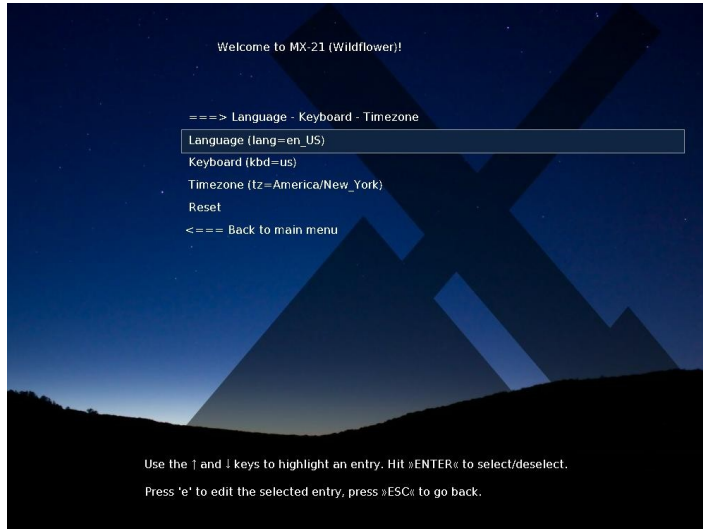 Welcome to MX-21 (Wildflower)!
===> Language - Keyboard - Timezone
Language (lang=en_US)
Keyboard (kbd=us)
Timezone (tz=America/New_York)
Reset
<=== Back to main menu
Use the ↑ and ↓ keys to highlight an entry. Hit »ENTER« to select/deselect.
Press 'e' to edit the selected entry, press »ESC« to go back.